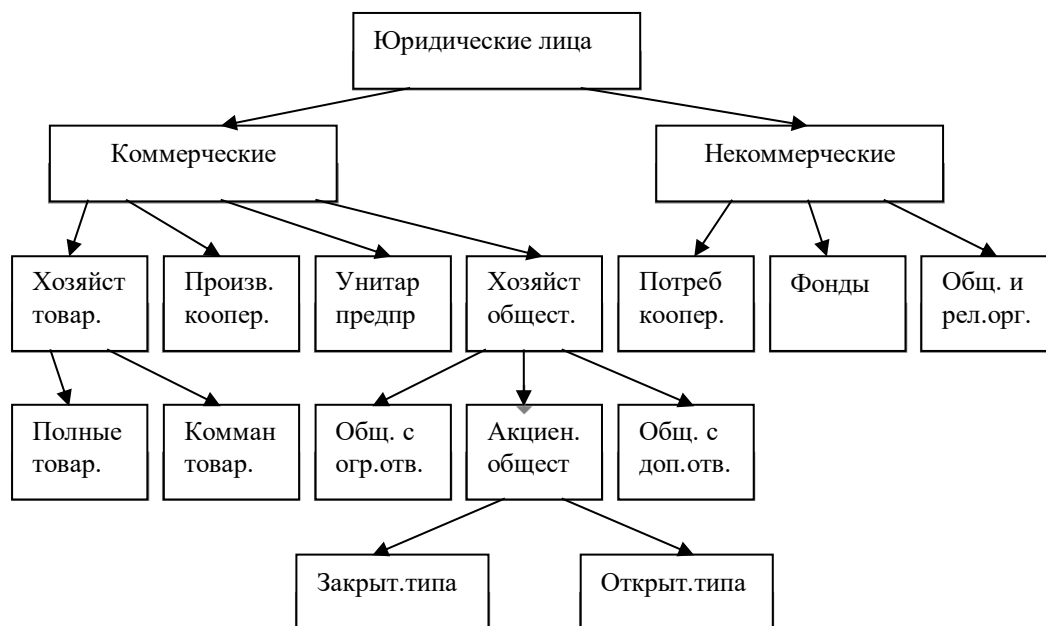 Юридические лица
Коммерческие
Некоммерческие
Хозяйст
товар.
Произв.
коопер.
Унитар
предпр
Хозяйст
общест.
Потреб
коопер.
Фонды
Общ. и
рел.орг.
Полные
товар.
Комман
товар.
Общ. с
огр.отв.
Акциен.
общест
Общ. с
доп.отв.
Закрыт.типа
Открыт.типа